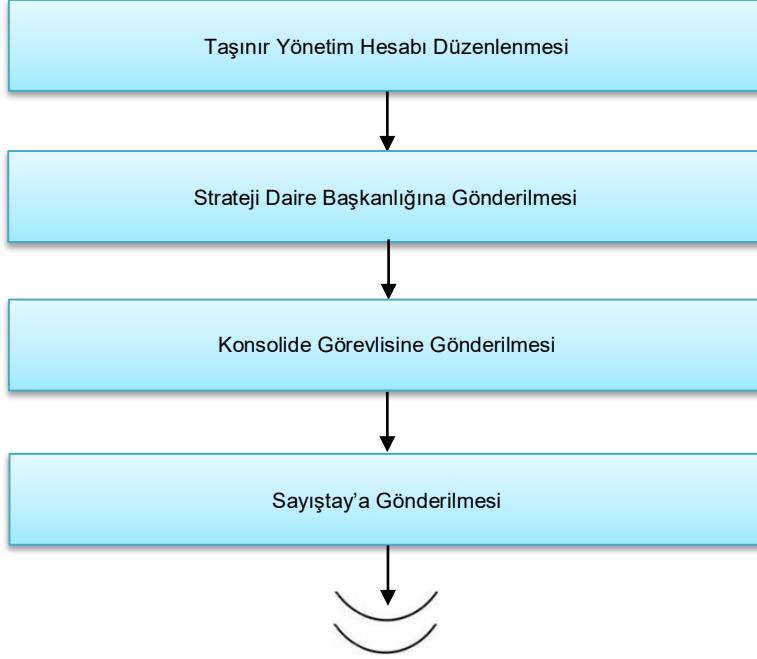 Taşınır Yönetim Hesabı Düzenlenmesi
Strateji Daire Başkanlığına Gönderilmesi
Konsolide Görevlisine Gönderilmesi
Sayıştay’a Gönderilmesi